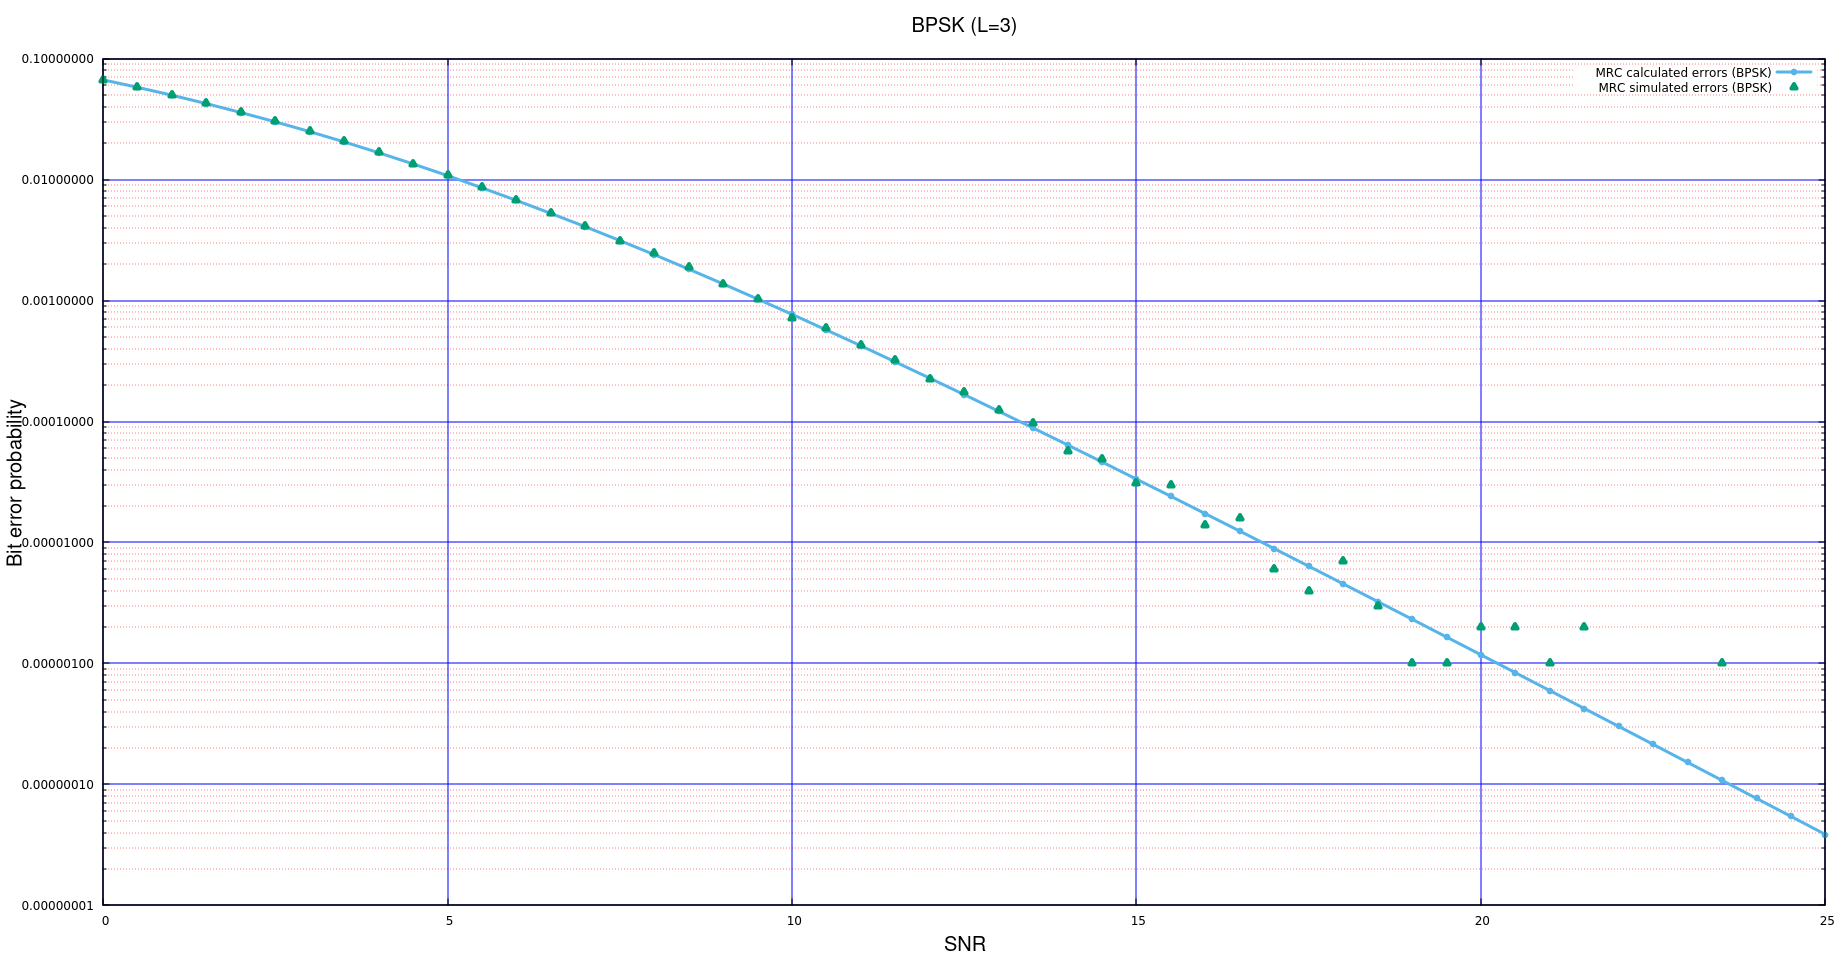 BPSK (L=3)
0.10000000
0.01000000
0.00100000
0.00010000
0.00001000
0.00000100
0.00000010
0.00000001
Bit error probability
MRC calculated errors (BPSK)
MRC simulated errors (BPSK)
0 5 10 15 20 25
SNR